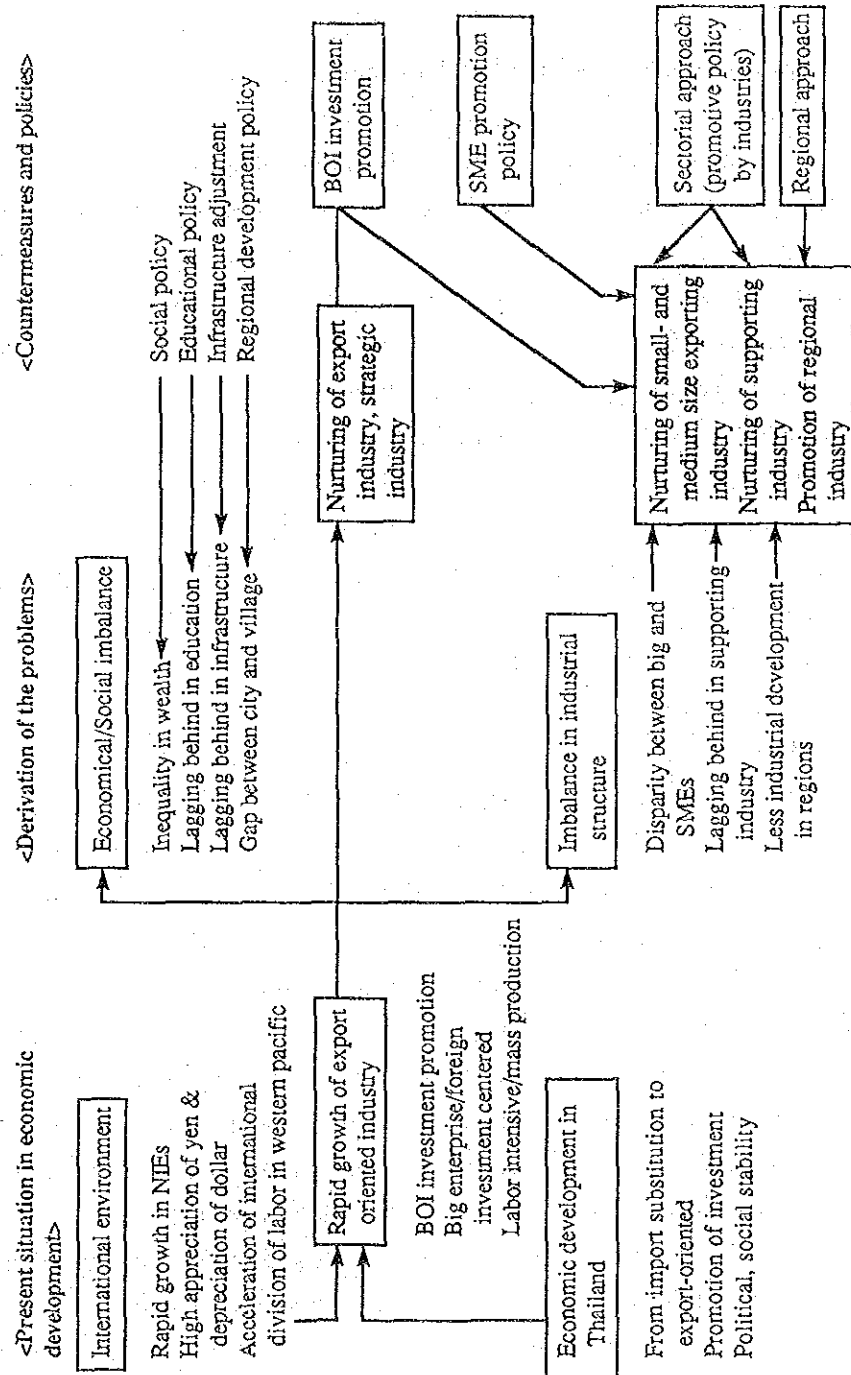 <Present situation in economic
development>
International environment
Rapid growth in NIEs
High appreciation of yen &
depreciation of dollar
Acceleration of international
division of labor in western pacific
Rapid growth of export
oriented industry
BOI investment promotion
Big enterprise/foreign
investment centered
Labor intensive/mass production
Economic development in
Thailand
From import substitution to
export-oriented
Promotion of investment
Political, social stability
<Derivation of the problems>
Economical/Social imbalance
Inequality in wealth
Lagging behind in education
Lagging behind in infrastructure
Gap between city and village
Imbalance in industrial
structure
Disparity between big and
SMEs
Lagging behind in supporting
industry
Less industrial development
in regions
<Countermeasures and policies>
Social policy
Educational policy
Infrastructure adjustment
Regional development policy
Nurturing of export
industry, strategic
industry
BOI investment
promotion
SME promotion
policy
Nurturing of small- and
medium size exporting
industry
Nurturing of supporting
industry
Promotion of regional
industry
Sectorial approach
(promotive policy
by industries)
Regional approach